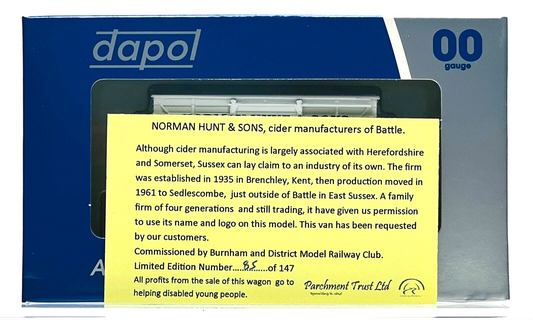 dapol
00
gauge
NORMAN HUNT & SONS, cider manufacturers of Battle.
Although cider manufacturing is largely associated with Herefordshire
and Somerset, Sussex can lay claim to an industry of its own. The firm
was established in 1935 in Brenchley, Kent, then production moved in
1961 to Sedlescombe, just outside of Battle in East Sussex. A family
firm of four generations and still trading, it have given us permission
to use its name and logo on this model. This van has been requested
by our customers.
Commissioned by Burnham and District Model Railway Club.
Limited Edition Number.... ......of 147
All profits from the sale of this wagon go to
helping disabled young people.
Parchment Trust Ltd